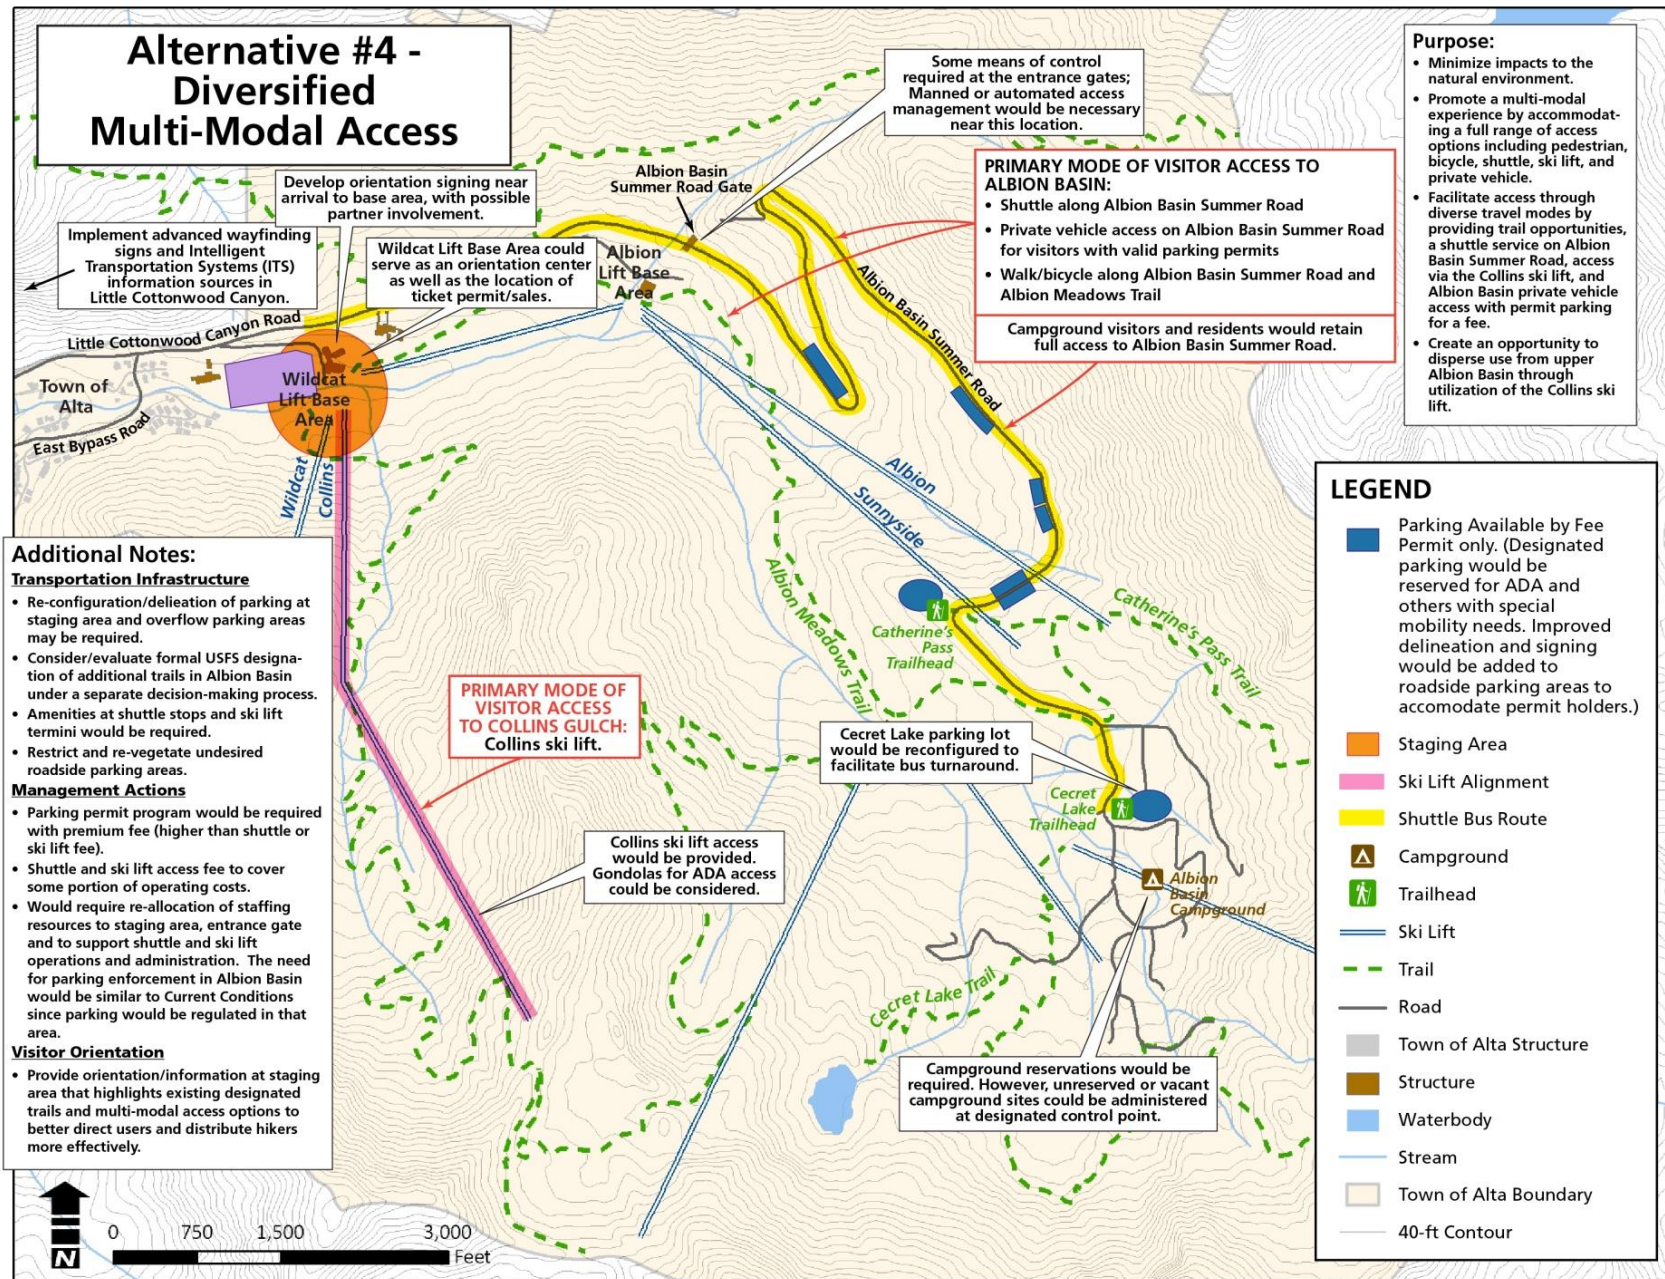 Alternative #4 -
Diversified
Multi-Modal Access
Some means of control
required at the entrance gates;
Manned or automated access
management would be necessary
near this location.
Purpose:
• Minimize impacts to the
natural environment.
• Promote a multi-modal
experience by accommodat-
ing a full range of access
options including pedestrian,
bicycle, shuttle, ski lift, and
private vehicle.
• Facilitate access through
diverse travel modes by
providing trail opportunities,
a shuttle service on Albion
Basin Summer Road, access
via the Collins ski lift, and
Albion Basin private vehicle
access with permit parking
for a fee.
• Create an opportunity to
disperse use from upper
Albion Basin through
utilization of the Collins ski
lift.
Develop orientation signing near
arrival to base area, with possible
partner involvement.
Albion Basin
Summer Road Gate
PRIMARY MODE OF VISITOR ACCESS TO
ALBION BASIN:
• Shuttle along Albion Basin Summer Road
• Private vehicle access on Albion Basin Summer Road
for visitors with valid parking permits
• Walk/bicycle along Albion Basin Summer Road and
Albion Meadows Trail
Campground visitors and residents would retain
full access to Albion Basin Summer Road.
Implement advanced wayfinding
signs and Intelligent
Transportation Systems (ITS)
information sources in
Little Cottonwood Canyon.
Wildcat Lift Base Area could
serve as an orientation center
as well as the location of
ticket permit/sales.
Albion
Lift Base
Area
Albion Basin Summer Road
Little Cottonwood Canyon Road
Town of
Alta
East Bypass Road
Wildcat
Lift Base
Area
Wildcat
Collins
Albion
Sunnyside
Albion Meadows Trail
Catherine's
Pass
Trailhead
Catherine's Pass Trail
Additional Notes:
Transportation Infrastructure
• Re-configuration/delieation of parking at
staging area and overflow parking areas
may be required.
• Consider/evaluate formal USFS designa-
tion of additional trails in Albion Basin
under a separate decision-making process.
• Amenities at shuttle stops and ski lift
termini would be required.
• Restrict and re-vegetate undesired
roadside parking areas.
Management Actions
• Parking permit program would be required
with premium fee (higher than shuttle or
ski lift fee).
• Shuttle and ski lift access fee to cover
some portion of operating costs.
• Would require re-allocation of staffing
resources to staging area, entrance gate
and to support shuttle and ski lift
operations and administration. The need
for parking enforcement in Albion Basin
would be similar to Current Conditions
since parking would be regulated in that
area.
Visitor Orientation
• Provide orientation/information at staging
area that highlights existing designated
trails and multi-modal access options to
better direct users and distribute hikers
more effectively.
PRIMARY MODE OF
VISITOR ACCESS
TO COLLINS GULCH:
Collins ski lift.
Collins ski lift access
would be provided.
Gondolas for ADA access
could be considered.
Cecret Lake parking lot
would be reconfigured to
facilitate bus turnaround.
Cecret
Lake
Trailhead
Albion
Basin
Campground
Cecret Lake Trail
Campground reservations would be
required. However, unreserved or vacant
campground sites could be administered
at designated control point.
LEGEND
Parking Available by Fee
Permit only. (Designated
parking would be
reserved for ADA and
others with special
mobility needs. Improved
delineation and signing
would be added to
roadside parking areas to
accomodate permit holders.)
Staging Area
Ski Lift Alignment
Shuttle Bus Route
Campground
Trailhead
Ski Lift
Trail
Road
Town of Alta Structure
Structure
Waterbody
Stream
Town of Alta Boundary
40-ft Contour
N
0 750 1,500 3,000
Feet